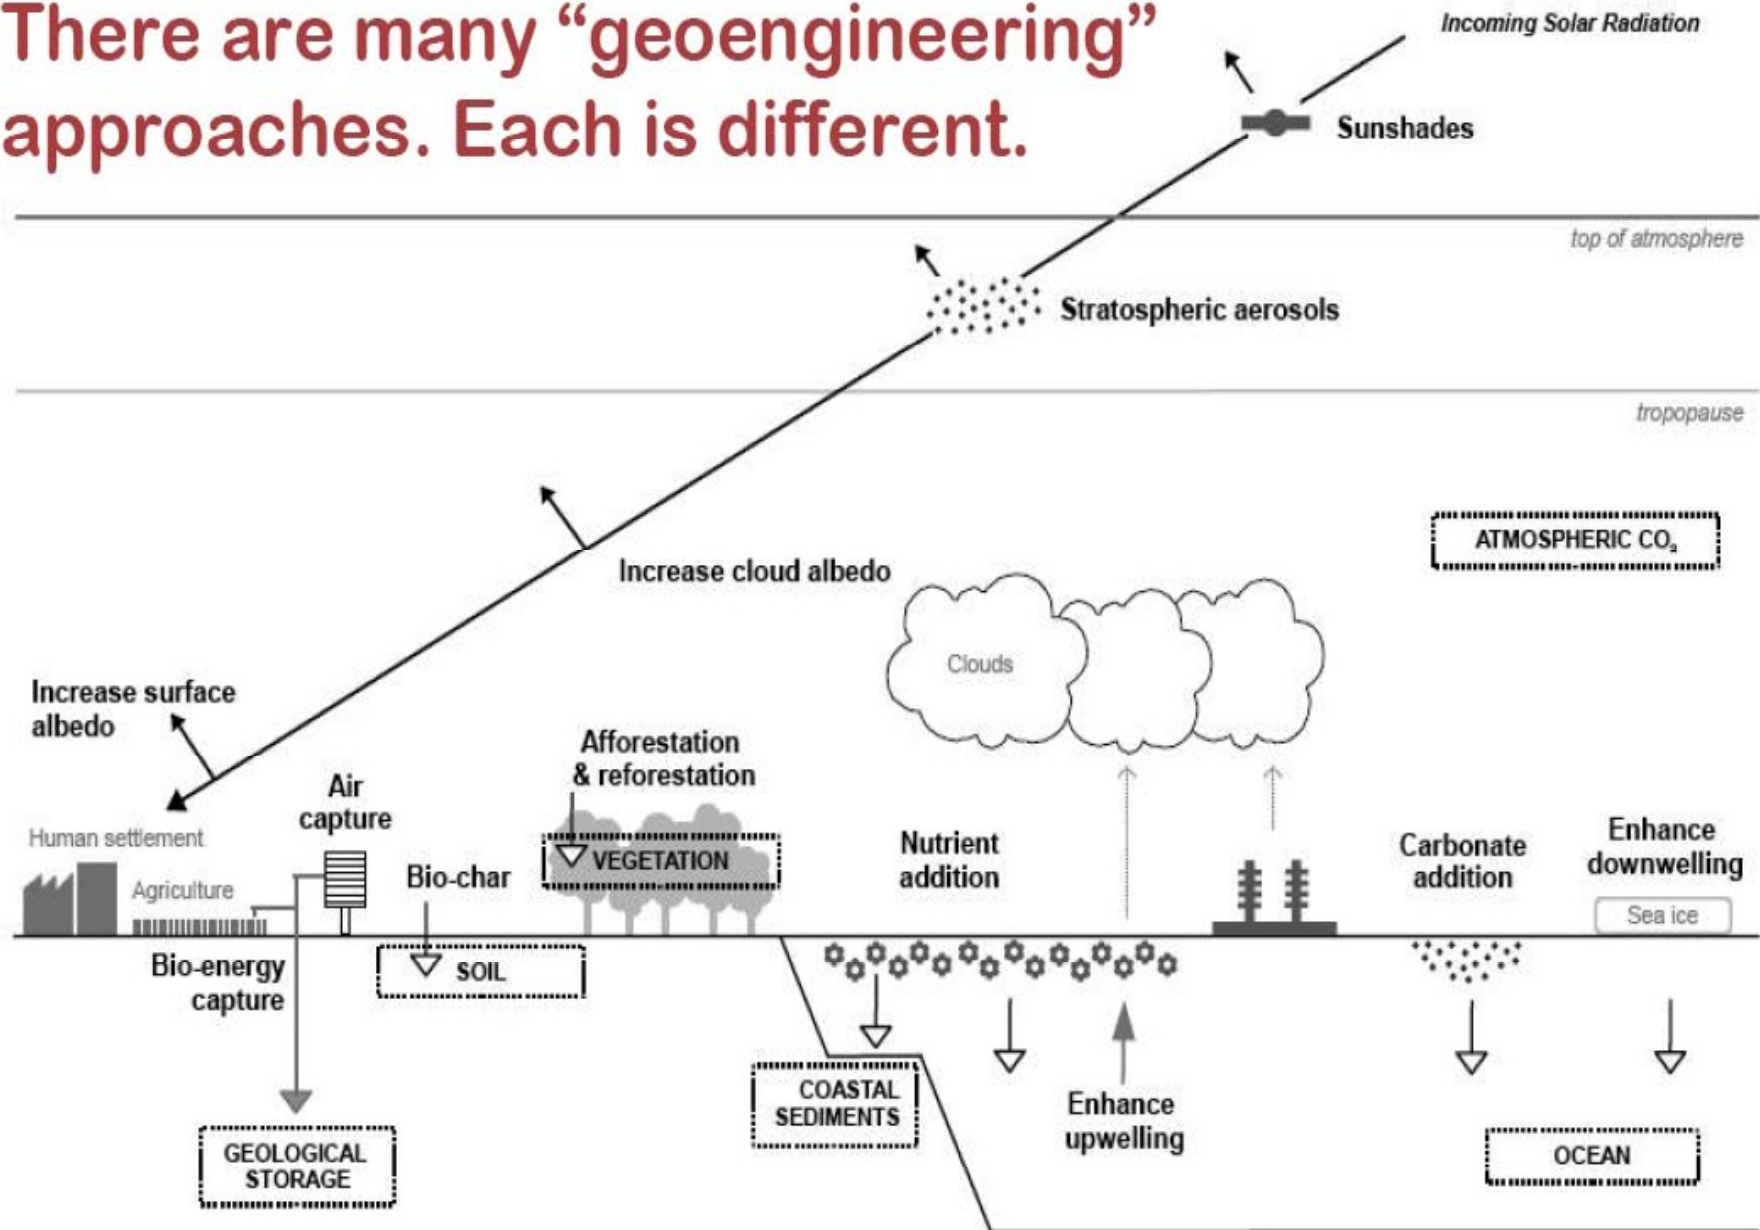 There are many “geoengineering”
approaches. Each is different.
Incoming Solar Radiation
Sunshades
top of atmosphere
Stratospheric aerosols
tropopause
ATMOSPHERIC CO₂
Increase cloud albedo
Clouds
Increase surface
albedo
Afforestation
& reforestation
Air
capture
Human settlement
Agriculture
Bio-char
VEGETATION
Nutrient
addition
Carbonate
addition
Enhance
downwelling
Sea ice
Bio-energy
capture
SOIL
COASTAL
SEDIMENTS
Enhance
upwelling
GEOLOGICAL
STORAGE
OCEAN